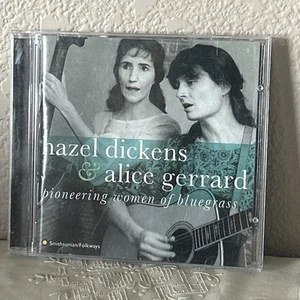 hazel dickens
& alice gerrard
pioneering women of bluegrass
Smithsonian/Folkways